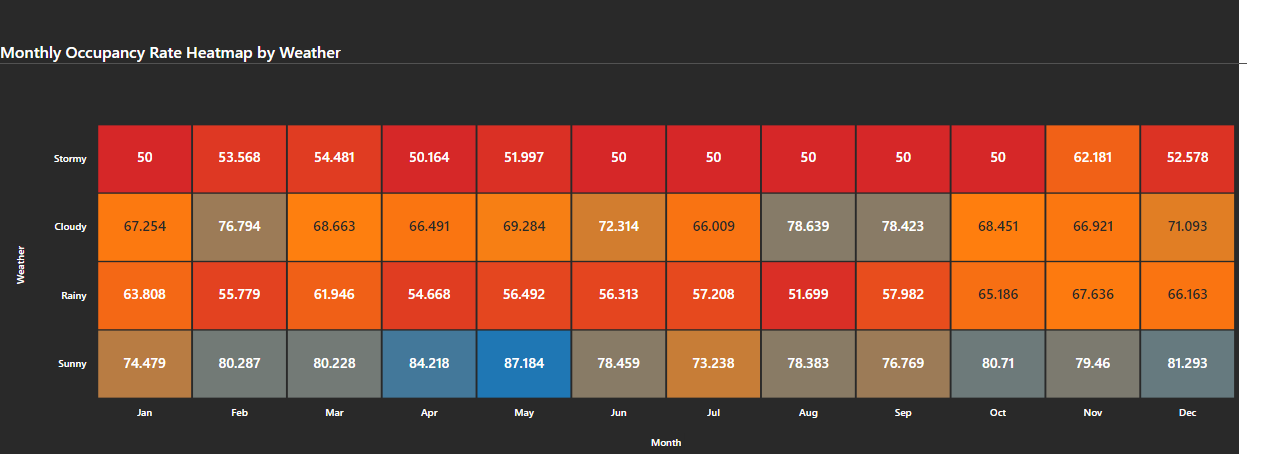 Monthly Occupancy Rate Heatmap by Weather
Stormy 50 53.568 54.481 50.164 51.997 50 50 50 50 50 62.181 52.578
Cloudy 67.254 76.794 68.663 66.491 69.284 72.314 66.009 78.639 78.423 68.451 66.921 71.093
Weather
Rainy 63.808 55.779 61.946 54.668 56.492 56.313 57.208 51.699 57.982 65.186 67.636 66.163
Sunny 74.479 80.287 80.228 84.218 87.184 78.459 73.238 78.383 76.769 80.71 79.46 81.293
Jan Feb Mar Apr May Jun Jul Aug Sep Oct Nov Dec
Month